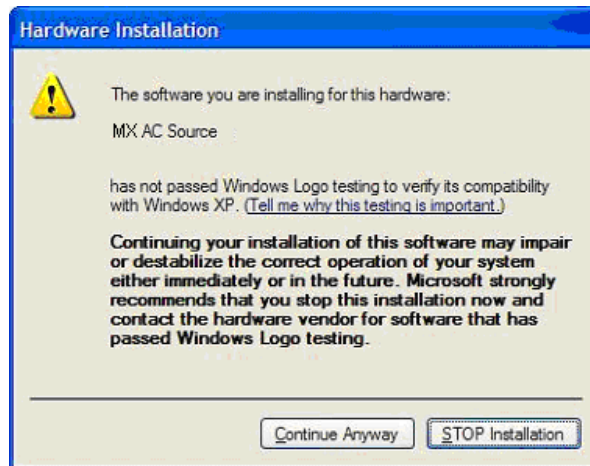 Hardware Installation
The software you are installing for this hardware:
MX AC Source
has not passed Windows Logo testing to verify its compatibility
with Windows XP. (Tell me why this testing is important.)
Continuing your installation of this software may impair
or destabilize the correct operation of your system
either immediately or in the future. Microsoft strongly
recommends that you stop this installation now and
contact the hardware vendor for software that has
passed Windows Logo testing.
Continue Anyway STOP Installation